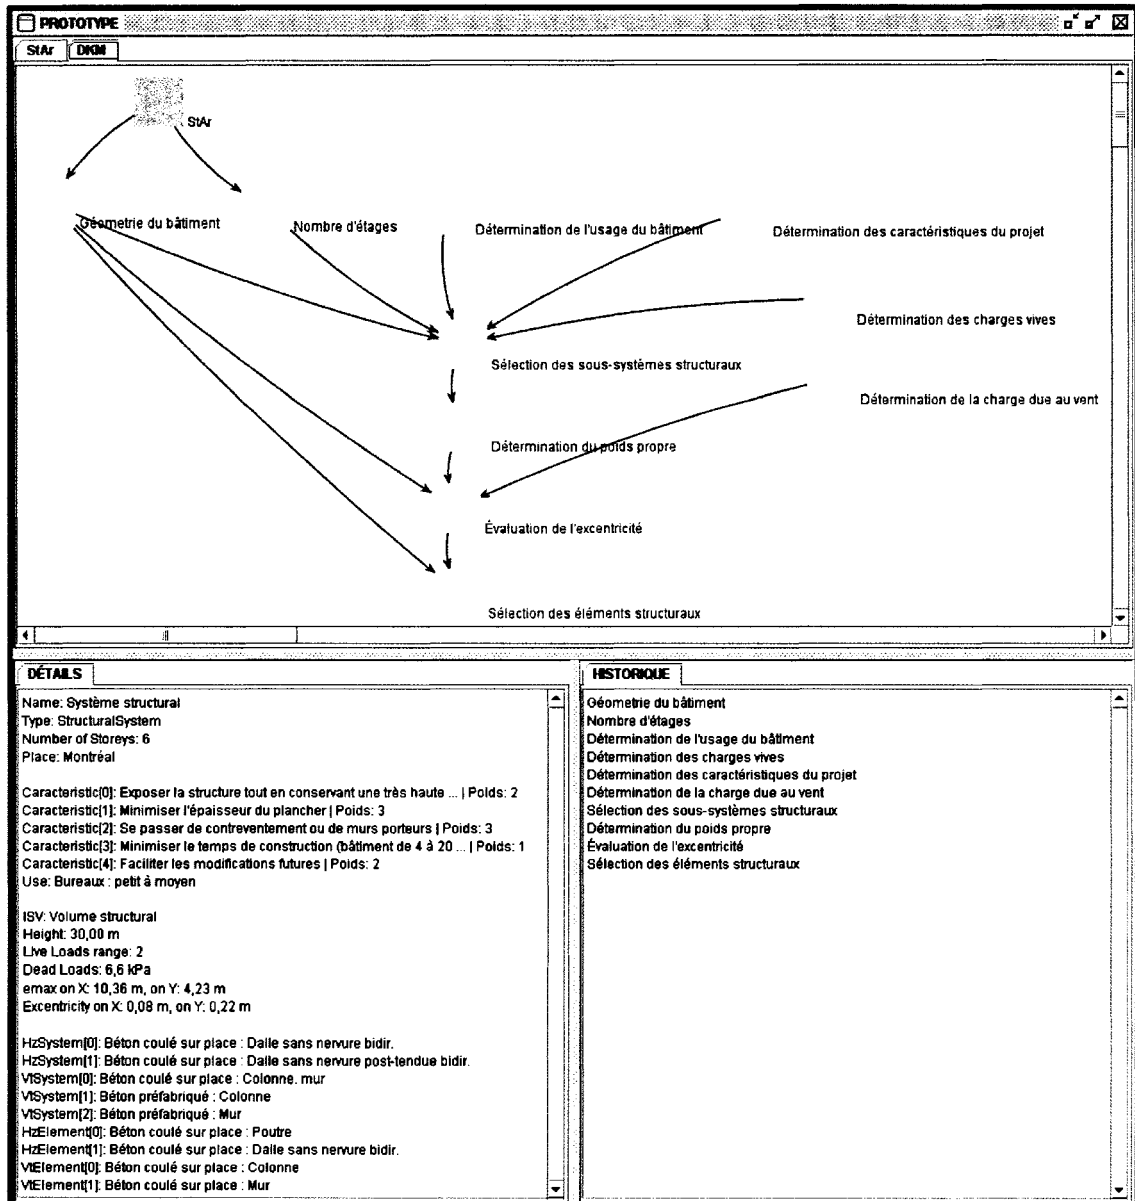 PROTOTYPE
StAr DKM
StAr
Géometrie du bâtiment
Nombre d'étages
Détermination de l'usage du bâtiment
Détermination des caractéristiques du projet
Détermination des charges vives
Sélection des sous-systèmes structuraux
Détermination de la charge due au vent
Détermination du poids propre
Évaluation de l'excentricité
Sélection des éléments structuraux
DÉTAILS
Name: Système structural
Type: StructuralSystem
Number of Storeys: 6
Place: Montréal
Caracteristic[0]: Exposer la structure tout en conservant une très haute ... | Poids: 2
Caracteristic[1]: Minimiser l'épaisseur du plancher | Poids: 3
Caracteristic[2]: Se passer de contreventement ou de murs porteurs | Poids: 3
Caracteristic[3]: Minimiser le temps de construction (bâtiment de 4 à 20 ... | Poids: 1
Caracteristic[4]: Faciliter les modifications futures | Poids: 2
Use: Bureaux : petit à moyen
ISV: Volume structural
Height: 30,00 m
Live Loads range: 2
Dead Loads: 6,6 kPa
emax on X: 10,36 m, on Y: 4,23 m
Excentricity on X: 0,08 m, on Y: 0,22 m
HzSystem[0]: Béton coulé sur place : Dalle sans nervure bidir.
HzSystem[1]: Béton coulé sur place : Dalle sans nervure post-tendue bidir.
VtSystem[0]: Béton coulé sur place : Colonne. mur
VtSystem[1]: Béton préfabriqué : Colonne
VtSystem[2]: Béton préfabriqué : Mur
HzElement[0]: Béton coulé sur place : Poutre
HzElement[1]: Béton coulé sur place : Dalle sans nervure bidir.
VtElement[0]: Béton coulé sur place : Colonne
VtElement[1]: Béton coulé sur place : Mur
HISTORIQUE
Géometrie du bâtiment
Nombre d'étages
Détermination de l'usage du bâtiment
Détermination des charges vives
Détermination des caractéristiques du projet
Détermination de la charge due au vent
Sélection des sous-systèmes structuraux
Détermination du poids propre
Évaluation de l'excentricité
Sélection des éléments structuraux